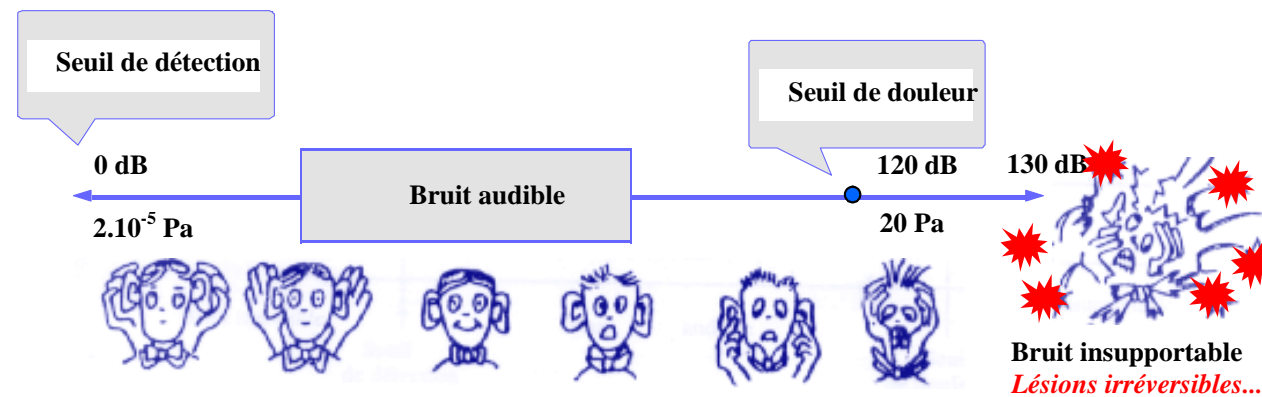 Seuil de détection
Seuil de douleur
0 dB
120 dB
130 dB
Bruit audible
2.10-5 Pa
20 Pa
Bruit insupportable
Lésions irréversibles...